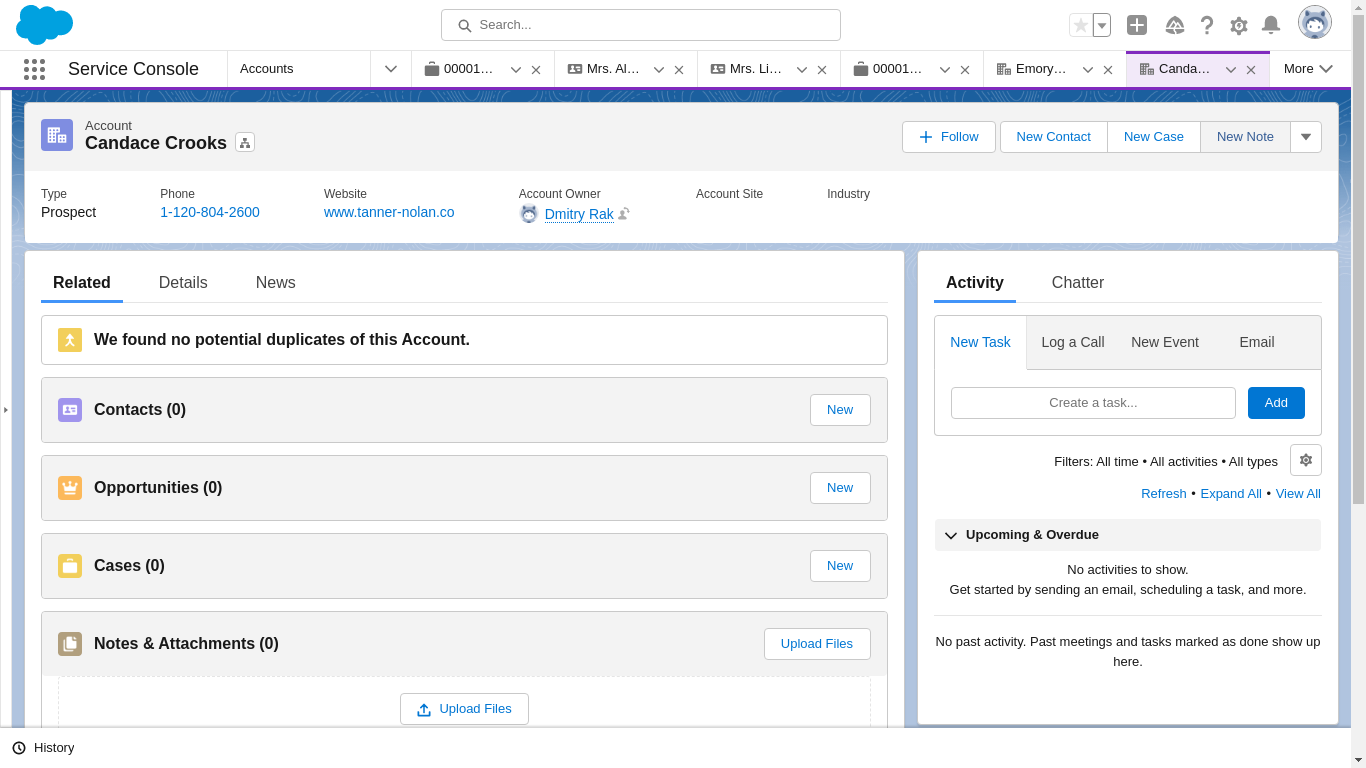 Search...
Service Console
Accounts
00001…
Mrs. Al…
Mrs. Li…
00001…
Emory…
Canda…
More
Account
Candace Crooks
Follow
New Contact
New Case
New Note
Type
Phone
Website
Account Owner
Account Site
Industry
Prospect
1-120-804-2600
www.tanner-nolan.co
Dmitry Rak
Related
Details
News
We found no potential duplicates of this Account.
Contacts (0)
New
Opportunities (0)
New
Cases (0)
New
Notes & Attachments (0)
Upload Files
Upload Files
Activity
Chatter
New Task
Log a Call
New Event
Email
Create a task...
Add
Filters: All time • All activities • All types
Refresh • Expand All • View All
Upcoming & Overdue
No activities to show.
Get started by sending an email, scheduling a task, and more.
No past activity. Past meetings and tasks marked as done show up
here.
History